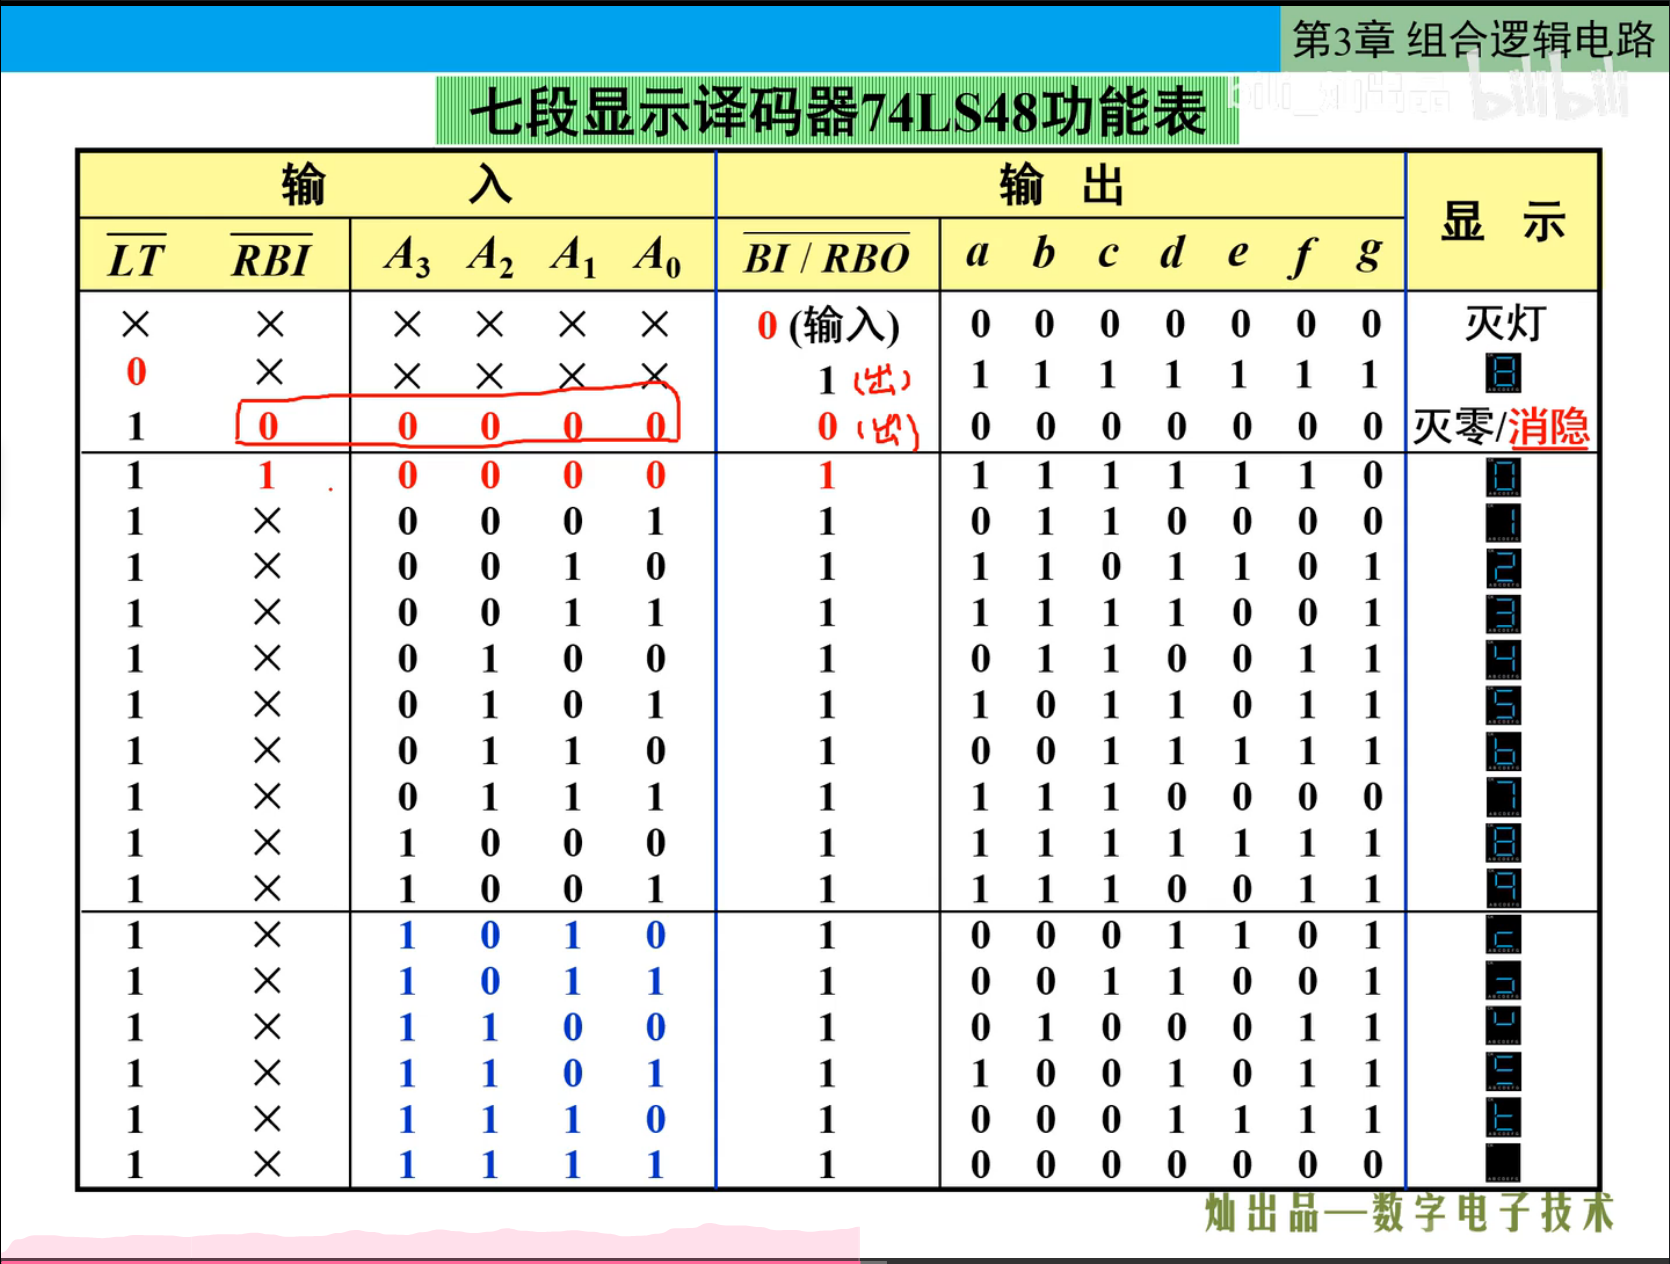 第3章 组合逻辑电路
bilibili
七段显示译码器74LS48功能表
输 入 输 出 显 示
LT RBI A3 A2 A1 A0 BI / RBO a b c d e f g
× × × × × × 0 (输入) 0 0 0 0 0 0 0 灭灯
0 × × × × × 1 (出) 1 1 1 1 1 1 1 8
1 0 0 0 0 0 0 (出) 0 0 0 0 0 0 0 灭零/消隐
1 1 0 0 0 0 1 1 1 1 1 1 1 0 0
1 × 0 0 0 1 1 0 1 1 0 0 0 0 1
1 × 0 0 1 0 1 1 1 0 1 1 0 1 2
1 × 0 0 1 1 1 1 1 1 1 0 0 1 3
1 × 0 1 0 0 1 0 1 1 0 0 1 1 4
1 × 0 1 0 1 1 1 0 1 1 0 1 1 5
1 × 0 1 1 0 1 0 0 1 1 1 1 1 b
1 × 0 1 1 1 1 1 1 1 0 0 0 0 7
1 × 1 0 0 0 1 1 1 1 1 1 1 1 8
1 × 1 0 0 1 1 1 1 1 0 0 1 1 9
1 × 1 0 1 0 1 0 0 0 1 1 0 1
1 × 1 0 1 1 1 0 0 1 1 0 0 1
1 × 1 1 0 0 1 0 1 0 0 0 1 1
1 × 1 1 0 1 1 1 0 0 1 0 1 1
1 × 1 1 1 0 1 0 0 0 1 1 1 1
1 × 1 1 1 1 1 0 0 0 0 0 0 0
灿出品—数字电子技术